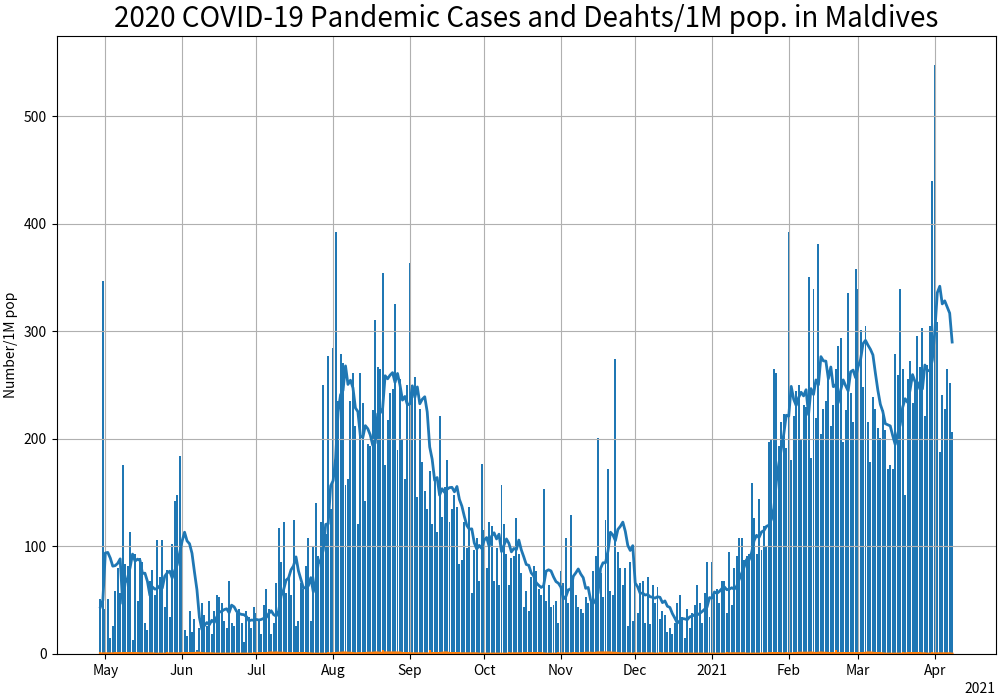 2020 COVID-19 Pandemic Cases and Deahts/1M pop. in Maldives
Number/1M pop
500
400
300
200
100
0
May Jun Jul Aug Sep Oct Nov Dec 2021 Feb Mar Apr
2021